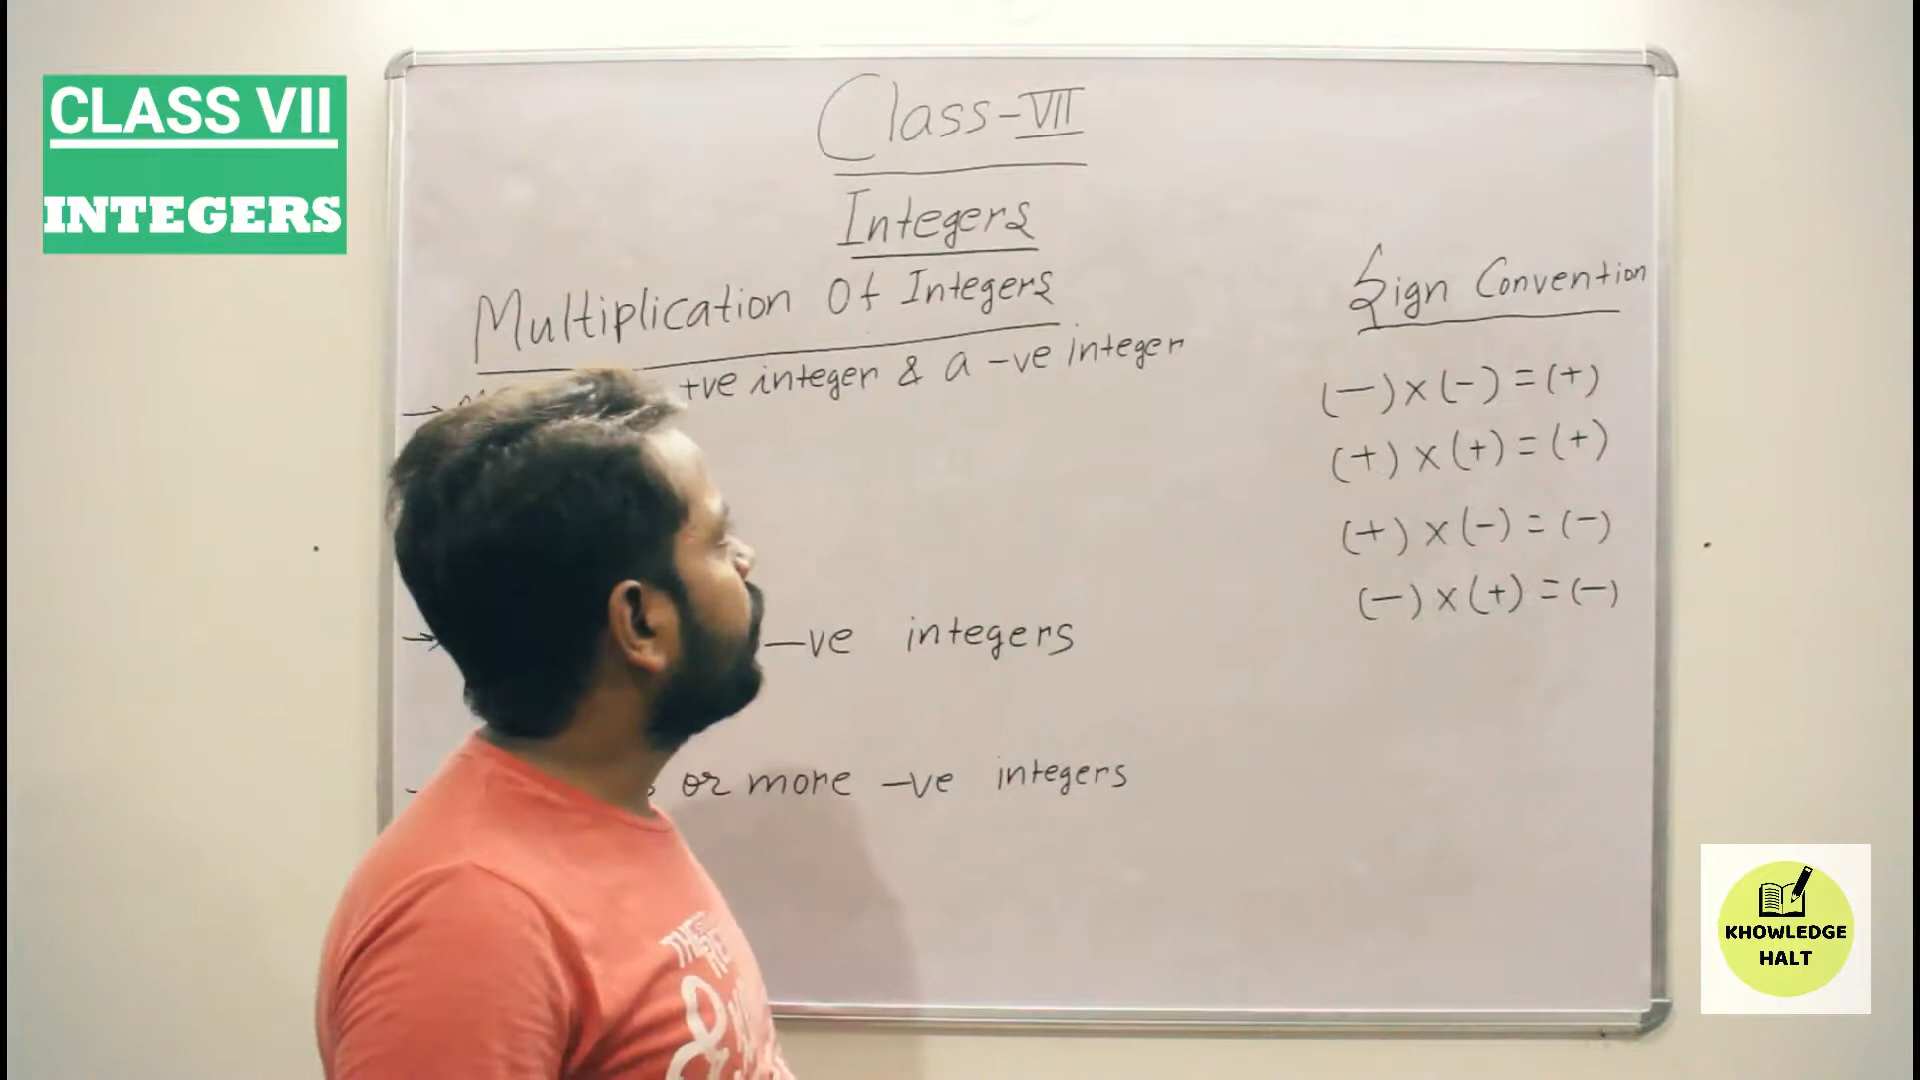 CLASS VII
INTEGERS
Class-VII
Integers
Multiplication Of Integers
→ +ve integer & a -ve integer
→ -ve integers
or more -ve integers
Sign Convention
(-) × (-) = (+)
(+) × (+) = (+)
(+) × (-) = (-)
(-) × (+) = (-)
THE
&
KHOWLEDGE
HALT